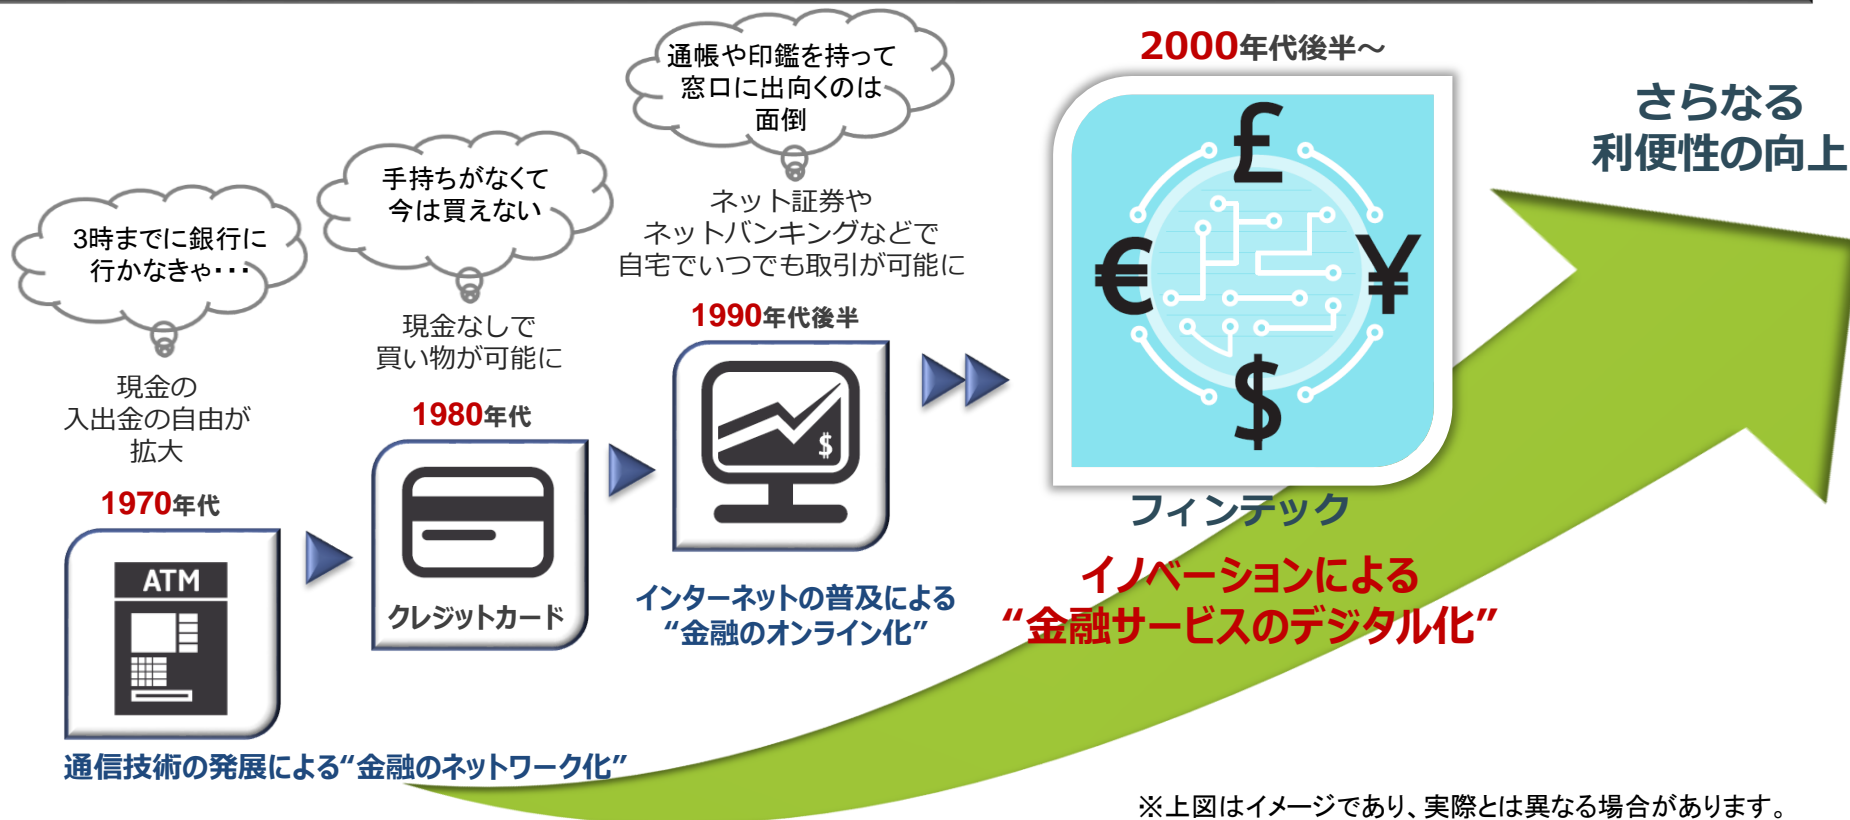 3時までに銀行に
行かなきゃ・・・
現金の
入出金の自由が
拡大
1970年代
ATM
手持ちがなくて
今は買えない
現金なしで
買い物が可能に
1980年代
クレジットカード
通信技術の発展による“金融のネットワーク化”
通帳や印鑑を持って
窓口に出向くのは
面倒
ネット証券や
ネットバンキングなどで
自宅でいつでも取引が可能に
1990年代後半
$
インターネットの普及による
“金融のオンライン化”
2000年代後半～
£
€
¥
$
フィンテック
イノベーションによる
“金融サービスのデジタル化”
さらなる
利便性の向上
※上図はイメージであり、実際とは異なる場合があります。